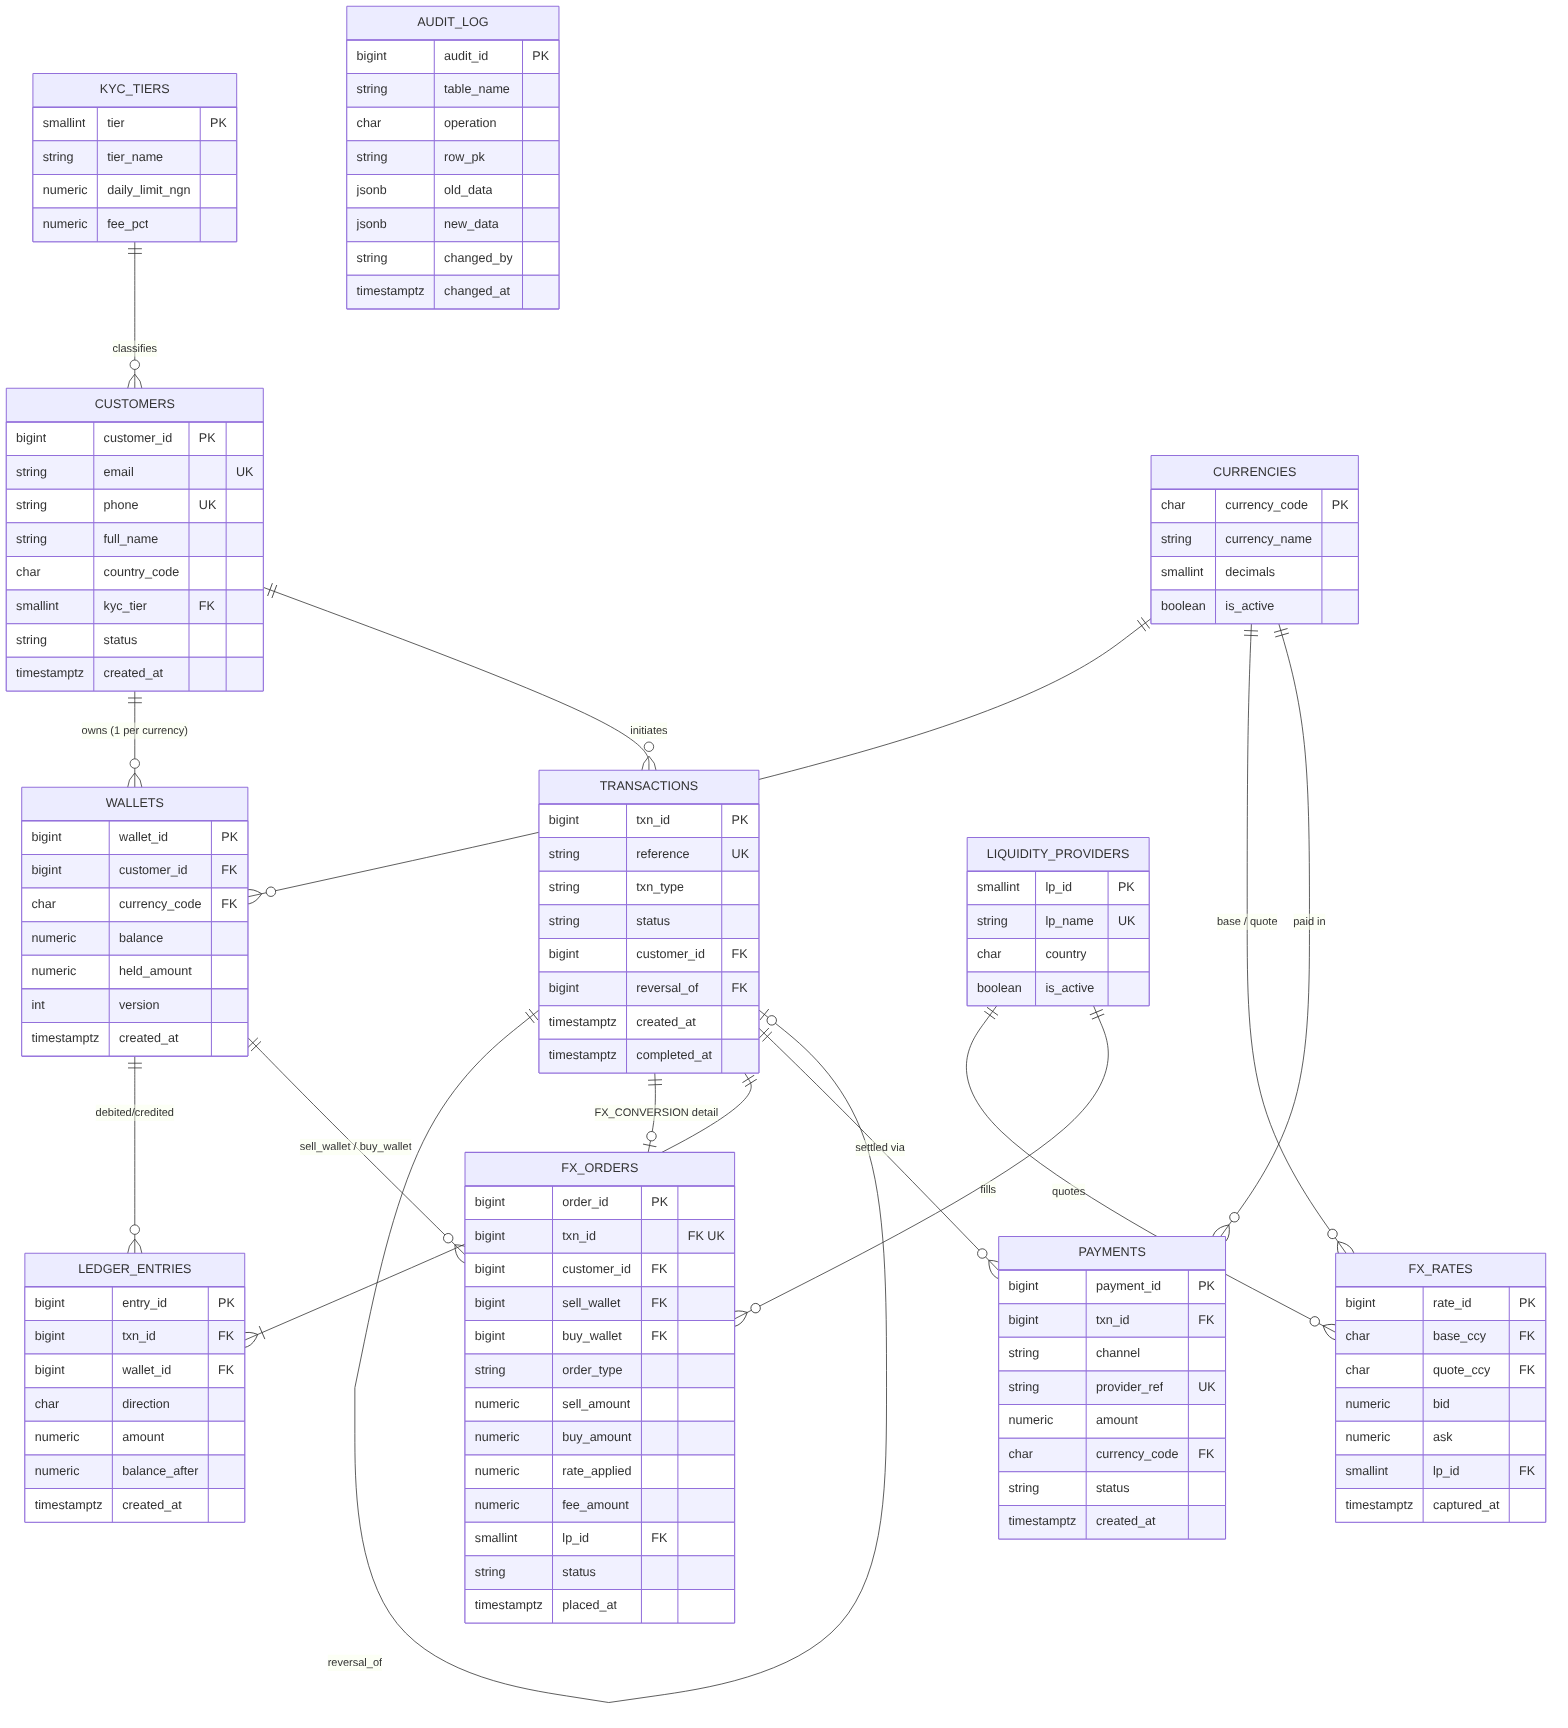 AUDIT_LOG
bigint audit_id PK
string table_name
char operation
string row_pk
jsonb old_data
jsonb new_data
string changed_by
timestamptz changed_at
KYC_TIERS
smallint tier PK
string tier_name
numeric daily_limit_ngn
numeric fee_pct
classifies
CUSTOMERS
bigint customer_id PK
string email UK
string phone UK
string full_name
char country_code
smallint kyc_tier FK
string status
timestamptz created_at
CURRENCIES
char currency_code PK
string currency_name
smallint decimals
boolean is_active
owns (1 per currency)
initiates
WALLETS
bigint wallet_id PK
bigint customer_id FK
char currency_code FK
numeric balance
numeric held_amount
int version
timestamptz created_at
TRANSACTIONS
bigint txn_id PK
string reference UK
string txn_type
string status
bigint customer_id FK
bigint reversal_of FK
timestamptz created_at
timestamptz completed_at
LIQUIDITY_PROVIDERS
smallint lp_id PK
string lp_name UK
char country
boolean is_active
base / quote
paid in
debited/credited
FX_CONVERSION detail
sell_wallet / buy_wallet
settled via
quotes
fills
LEDGER_ENTRIES
bigint entry_id PK
bigint txn_id FK
bigint wallet_id FK
char direction
numeric amount
numeric balance_after
timestamptz created_at
FX_ORDERS
bigint order_id PK
bigint txn_id FK UK
bigint customer_id FK
bigint sell_wallet FK
bigint buy_wallet FK
string order_type
numeric sell_amount
numeric buy_amount
numeric rate_applied
numeric fee_amount
smallint lp_id FK
string status
timestamptz placed_at
PAYMENTS
bigint payment_id PK
bigint txn_id FK
string channel
string provider_ref UK
numeric amount
char currency_code FK
string status
timestamptz created_at
FX_RATES
bigint rate_id PK
char base_ccy FK
char quote_ccy FK
numeric bid
numeric ask
smallint lp_id FK
timestamptz captured_at
reversal_of